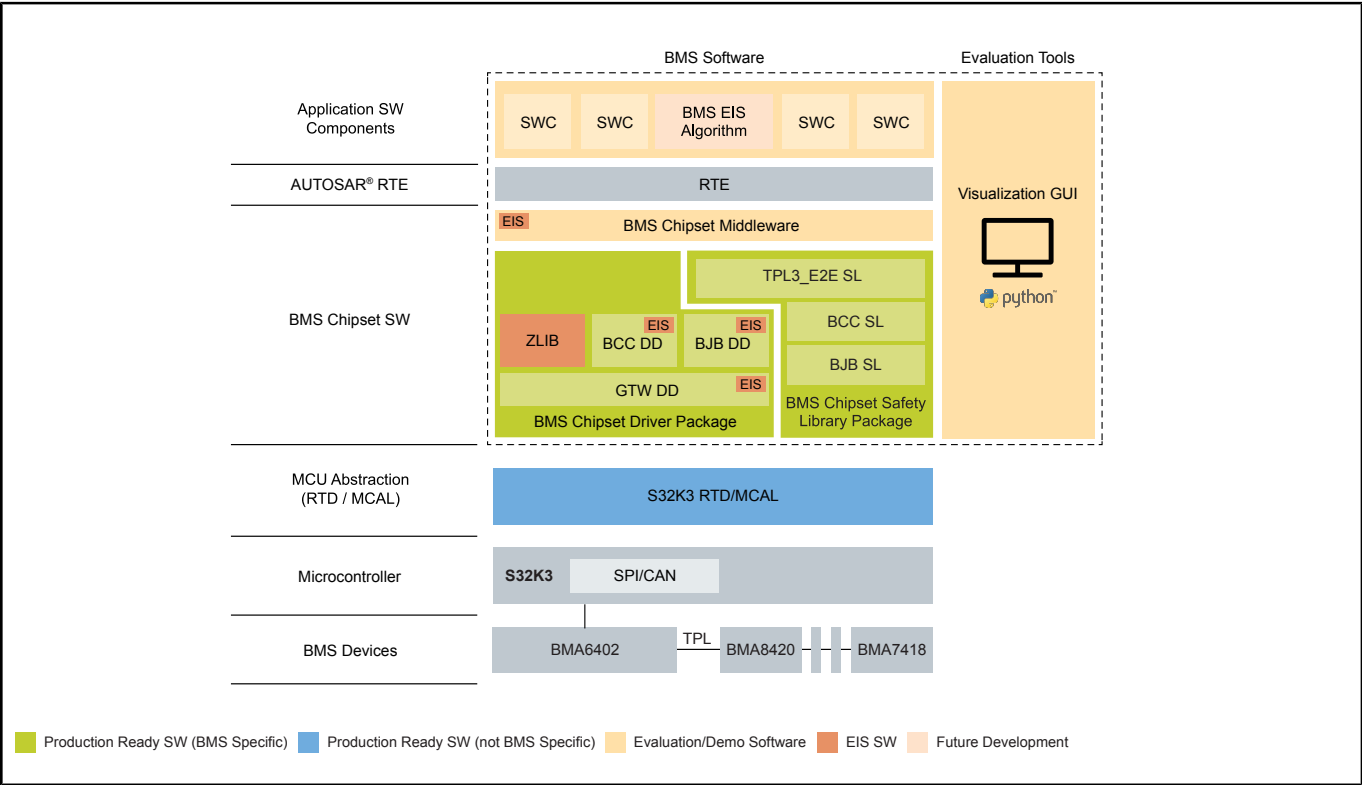 BMS Software
Evaluation Tools
Application SW
Components
SWC
SWC
BMS EIS
Algorithm
SWC
SWC
AUTOSAR® RTE
RTE
Visualization GUI
python™
EIS
BMS Chipset Middleware
BMS Chipset SW
TPL3_E2E SL
ZLIB
EIS
BCC DD
EIS
BJB DD
BCC SL
BJB SL
GTW DD
EIS
BMS Chipset Driver Package
BMS Chipset Safety
Library Package
MCU Abstraction
(RTD / MCAL)
S32K3 RTD/MCAL
Microcontroller
S32K3
SPI/CAN
BMS Devices
BMA6402
TPL
BMA8420
BMA7418
Production Ready SW (BMS Specific)
Production Ready SW (not BMS Specific)
Evaluation/Demo Software
EIS SW
Future Development